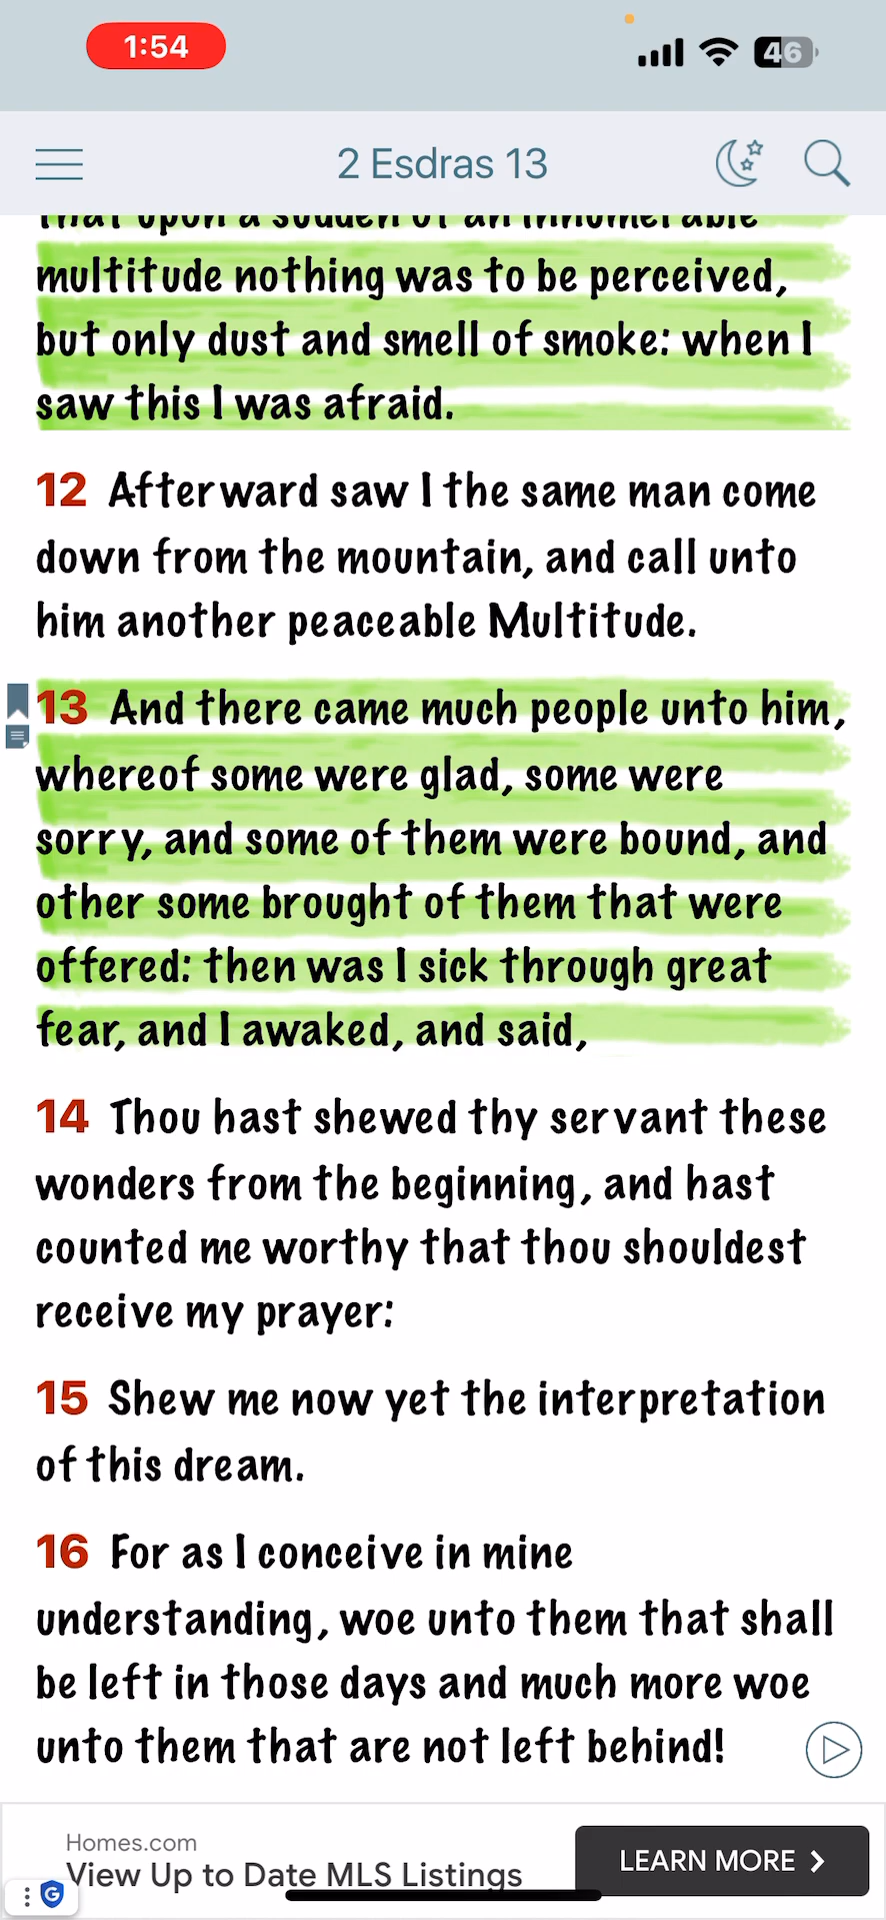 1:54
46
2 Esdras 13
that upon a sudden of an innumerable
multitude nothing was to be perceived,
but only dust and smell of smoke: when I
saw this I was afraid.
12 Afterward saw I the same man come
down from the mountain, and call unto
him another peaceable Multitude.
13 And there came much people unto him,
whereof some were glad, some were
sorry, and some of them were bound, and
other some brought of them that were
offered: then was I sick through great
fear, and I awaked, and said,
14 Thou hast shewed thy servant these
wonders from the beginning, and hast
counted me worthy that thou shouldest
receive my prayer:
15 Shew me now yet the interpretation
of this dream.
16 For as I conceive in mine
understanding, woe unto them that shall
be left in those days and much more woe
unto them that are not left behind!
Homes.com
View Up to Date MLS Listings
LEARN MORE
G